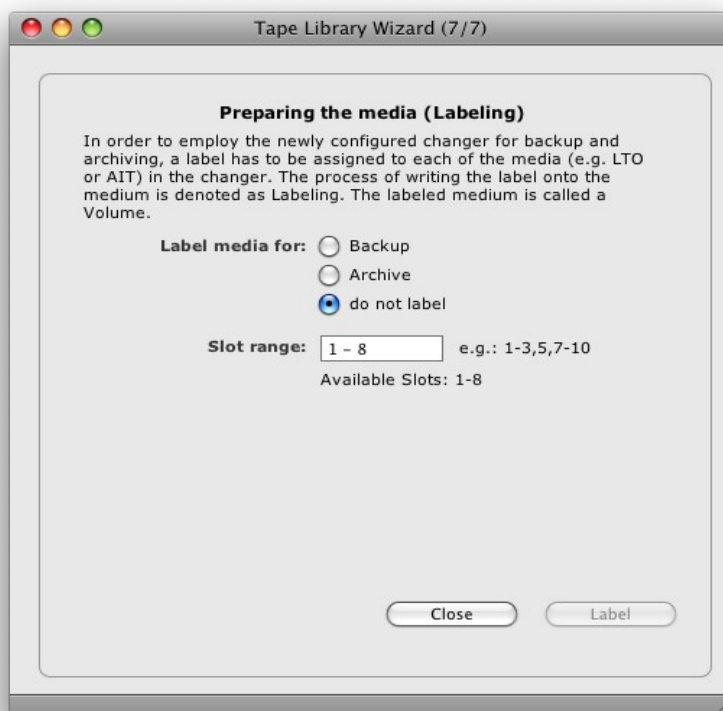 Tape Library Wizard (7/7)
Preparing the media (Labeling)
In order to employ the newly configured changer for backup and
archiving, a label has to be assigned to each of the media (e.g. LTO
or AIT) in the changer. The process of writing the label onto the
medium is denoted as Labeling. The labeled medium is called a
Volume.
Label media for: Backup
Archive
do not label
Slot range: 1 – 8 e.g.: 1-3,5,7-10
Available Slots: 1-8
Close Label